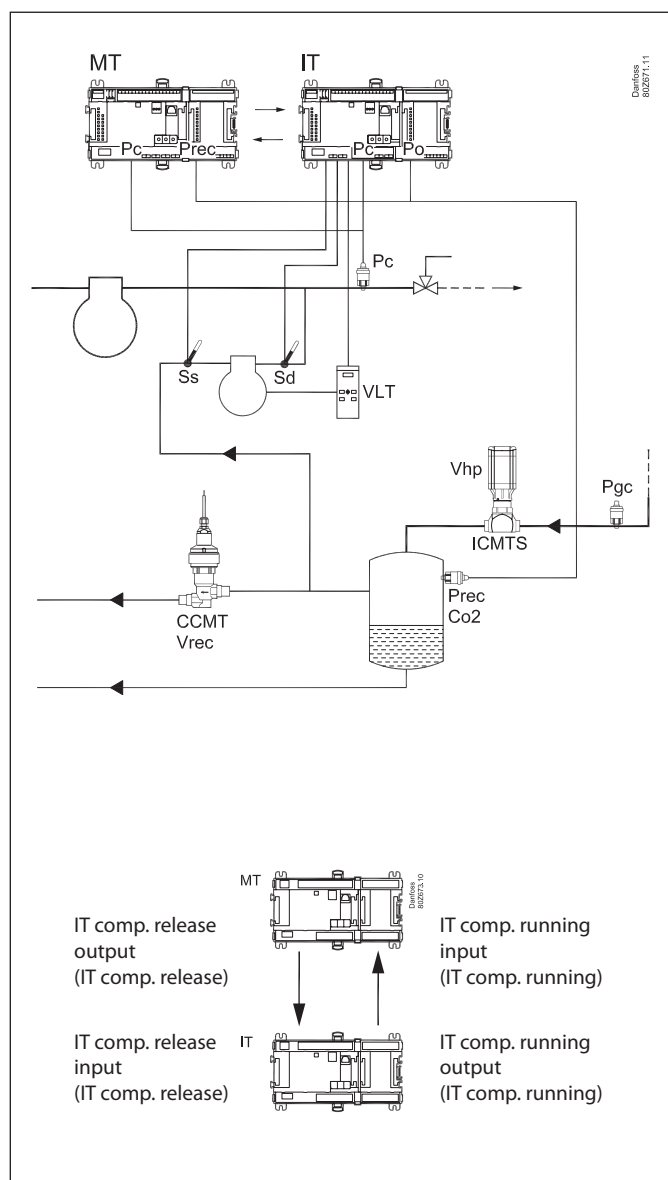 MT
IT
Danfoss
80Z671.11
Pc
Prec
Pc
Po
Pc
Ss
Sd
VLT
Vhp
Pgc
ICMTS
CCMT
Vrec
Prec
Co2
MT
Danfoss
80Z673.10
IT comp. release
output
(IT comp. release)
IT comp. running
input
(IT comp. running)
IT comp. release
input
(IT comp. release)
IT
IT comp. running
output
(IT comp. running)